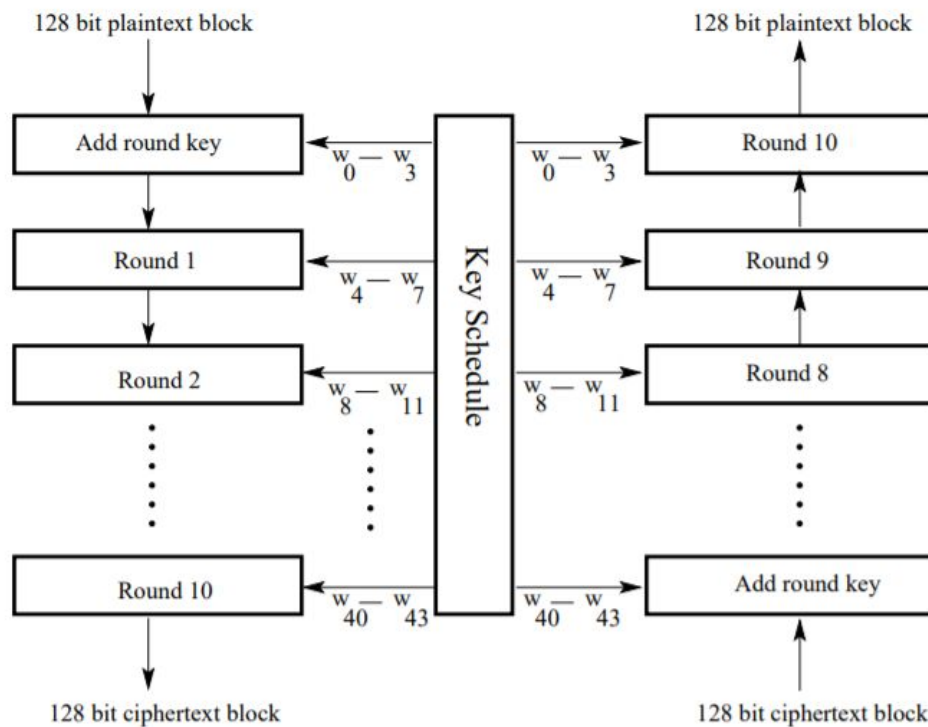 128 bit plaintext block
128 bit plaintext block
Add round key
w0 — w3
w0 — w3
Round 10
Round 1
w4 — w7
w4 — w7
Round 9
Key Schedule
Round 2
w8 — w11
w8 — w11
Round 8
Round 10
w40 — w43
w40 — w43
Add round key
128 bit ciphertext block
128 bit ciphertext block